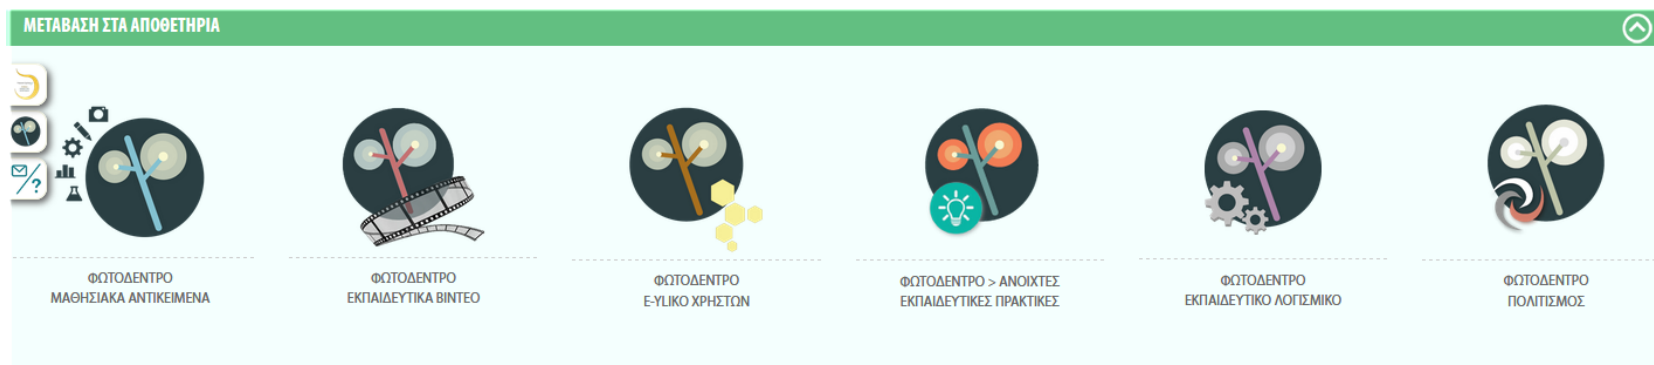 ΜΕΤΑΒΑΣΗ ΣΤΑ ΑΠΟΘΕΤΗΡΙΑ
ΦΩΤΟΔΕΝΤΡΟ
ΜΑΘΗΣΙΑΚΑ ΑΝΤΙΚΕΙΜΕΝΑ
ΦΩΤΟΔΕΝΤΡΟ
ΕΚΠΑΙΔΕΥΤΙΚΑ ΒΙΝΤΕΟ
ΦΩΤΟΔΕΝΤΡΟ
E-YLIKO ΧΡΗΣΤΩΝ
ΦΩΤΟΔΕΝΤΡΟ > ΑΝΟΙΧΤΕΣ
ΕΚΠΑΙΔΕΥΤΙΚΕΣ ΠΡΑΚΤΙΚΕΣ
ΦΩΤΟΔΕΝΤΡΟ
ΕΚΠΑΙΔΕΥΤΙΚΟ ΛΟΓΙΣΜΙΚΟ
ΦΩΤΟΔΕΝΤΡΟ
ΠΟΛΙΤΙΣΜΟΣ